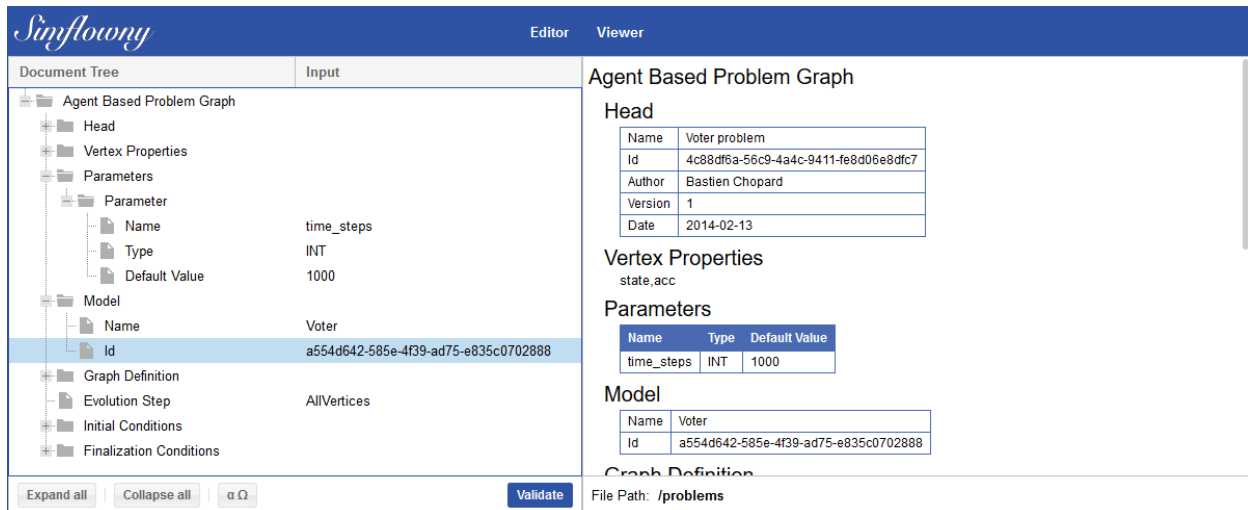 Simflowny
Editor
Viewer
Document Tree Input
Agent Based Problem Graph
Head
Vertex Properties
Parameters
Parameter
Name time_steps
Type INT
Default Value 1000
Model
Name Voter
Id a554d642-585e-4f39-ad75-e835c0702888
Graph Definition
Evolution Step AllVertices
Initial Conditions
Finalization Conditions
Expand all Collapse all α Ω Validate
Agent Based Problem Graph
Head
Name Voter problem
Id 4c88df6a-56c9-4a4c-9411-fe8d06e8dfc7
Author Bastien Chopard
Version 1
Date 2014-02-13
Vertex Properties
state,acc
Parameters
Name Type Default Value
time_steps INT 1000
Model
Name Voter
Id a554d642-585e-4f39-ad75-e835c0702888
Graph Definition
File Path: /problems